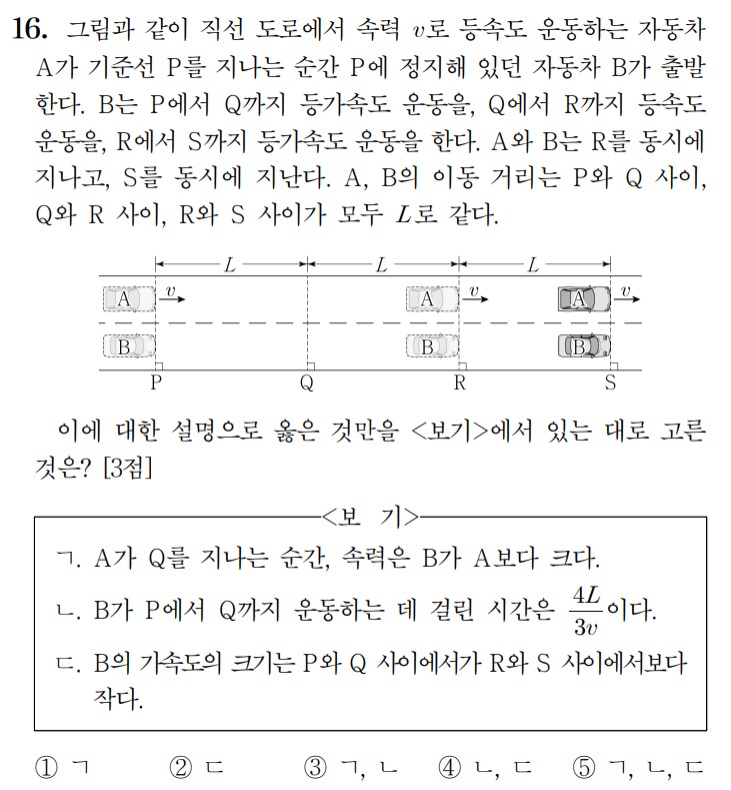 16. 그림과 같이 직선 도로에서 속력 v로 등속도 운동하는 자동차
A가 기준선 P를 지나는 순간 P에 정지해 있던 자동차 B가 출발
한다. B는 P에서 Q까지 등가속도 운동을, Q에서 R까지 등속도
운동을, R에서 S까지 등가속도 운동을 한다. A와 B는 R를 동시에
지나고, S를 동시에 지난다. A, B의 이동 거리는 P와 Q 사이,
Q와 R 사이, R와 S 사이가 모두 L로 같다.
L L L
A v A v A v
B B B
P Q R S
이에 대한 설명으로 옳은 것만을 <보기>에서 있는 대로 고른
것은? [3점]
<보 기>
ㄱ. A가 Q를 지나는 순간, 속력은 B가 A보다 크다.
ㄴ. B가 P에서 Q까지 운동하는 데 걸린 시간은 4L/3v이다.
ㄷ. B의 가속도의 크기는 P와 Q 사이에서가 R와 S 사이에서보다
작다.
① ㄱ ② ㄷ ③ ㄱ, ㄴ ④ ㄴ, ㄷ ⑤ ㄱ, ㄴ, ㄷ